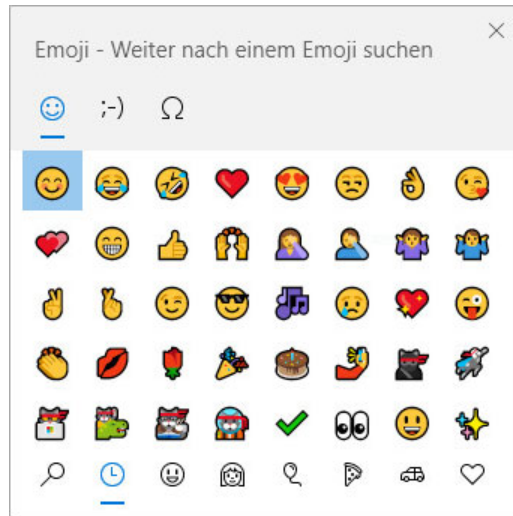 Emoji - Weiter nach einem Emoji suchen
;-) Ω